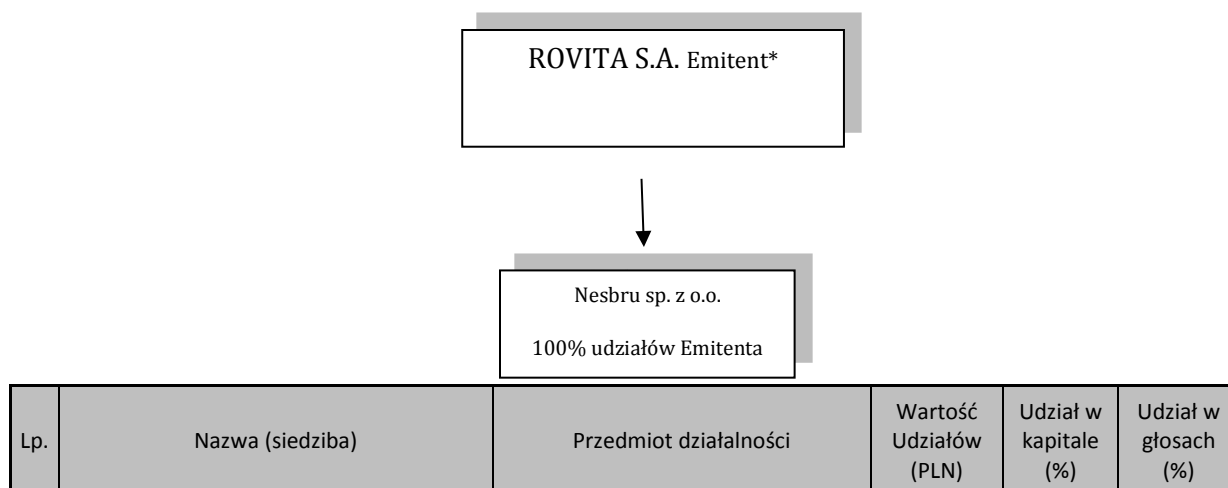 ROVITA S.A. Emitent*
Nesbru sp. z o.o.
100% udziałów Emitenta
Lp. Nazwa (siedziba) Przedmiot działalności Wartość Udziałów (PLN) Udział w kapitale (%) Udział w głosach (%)